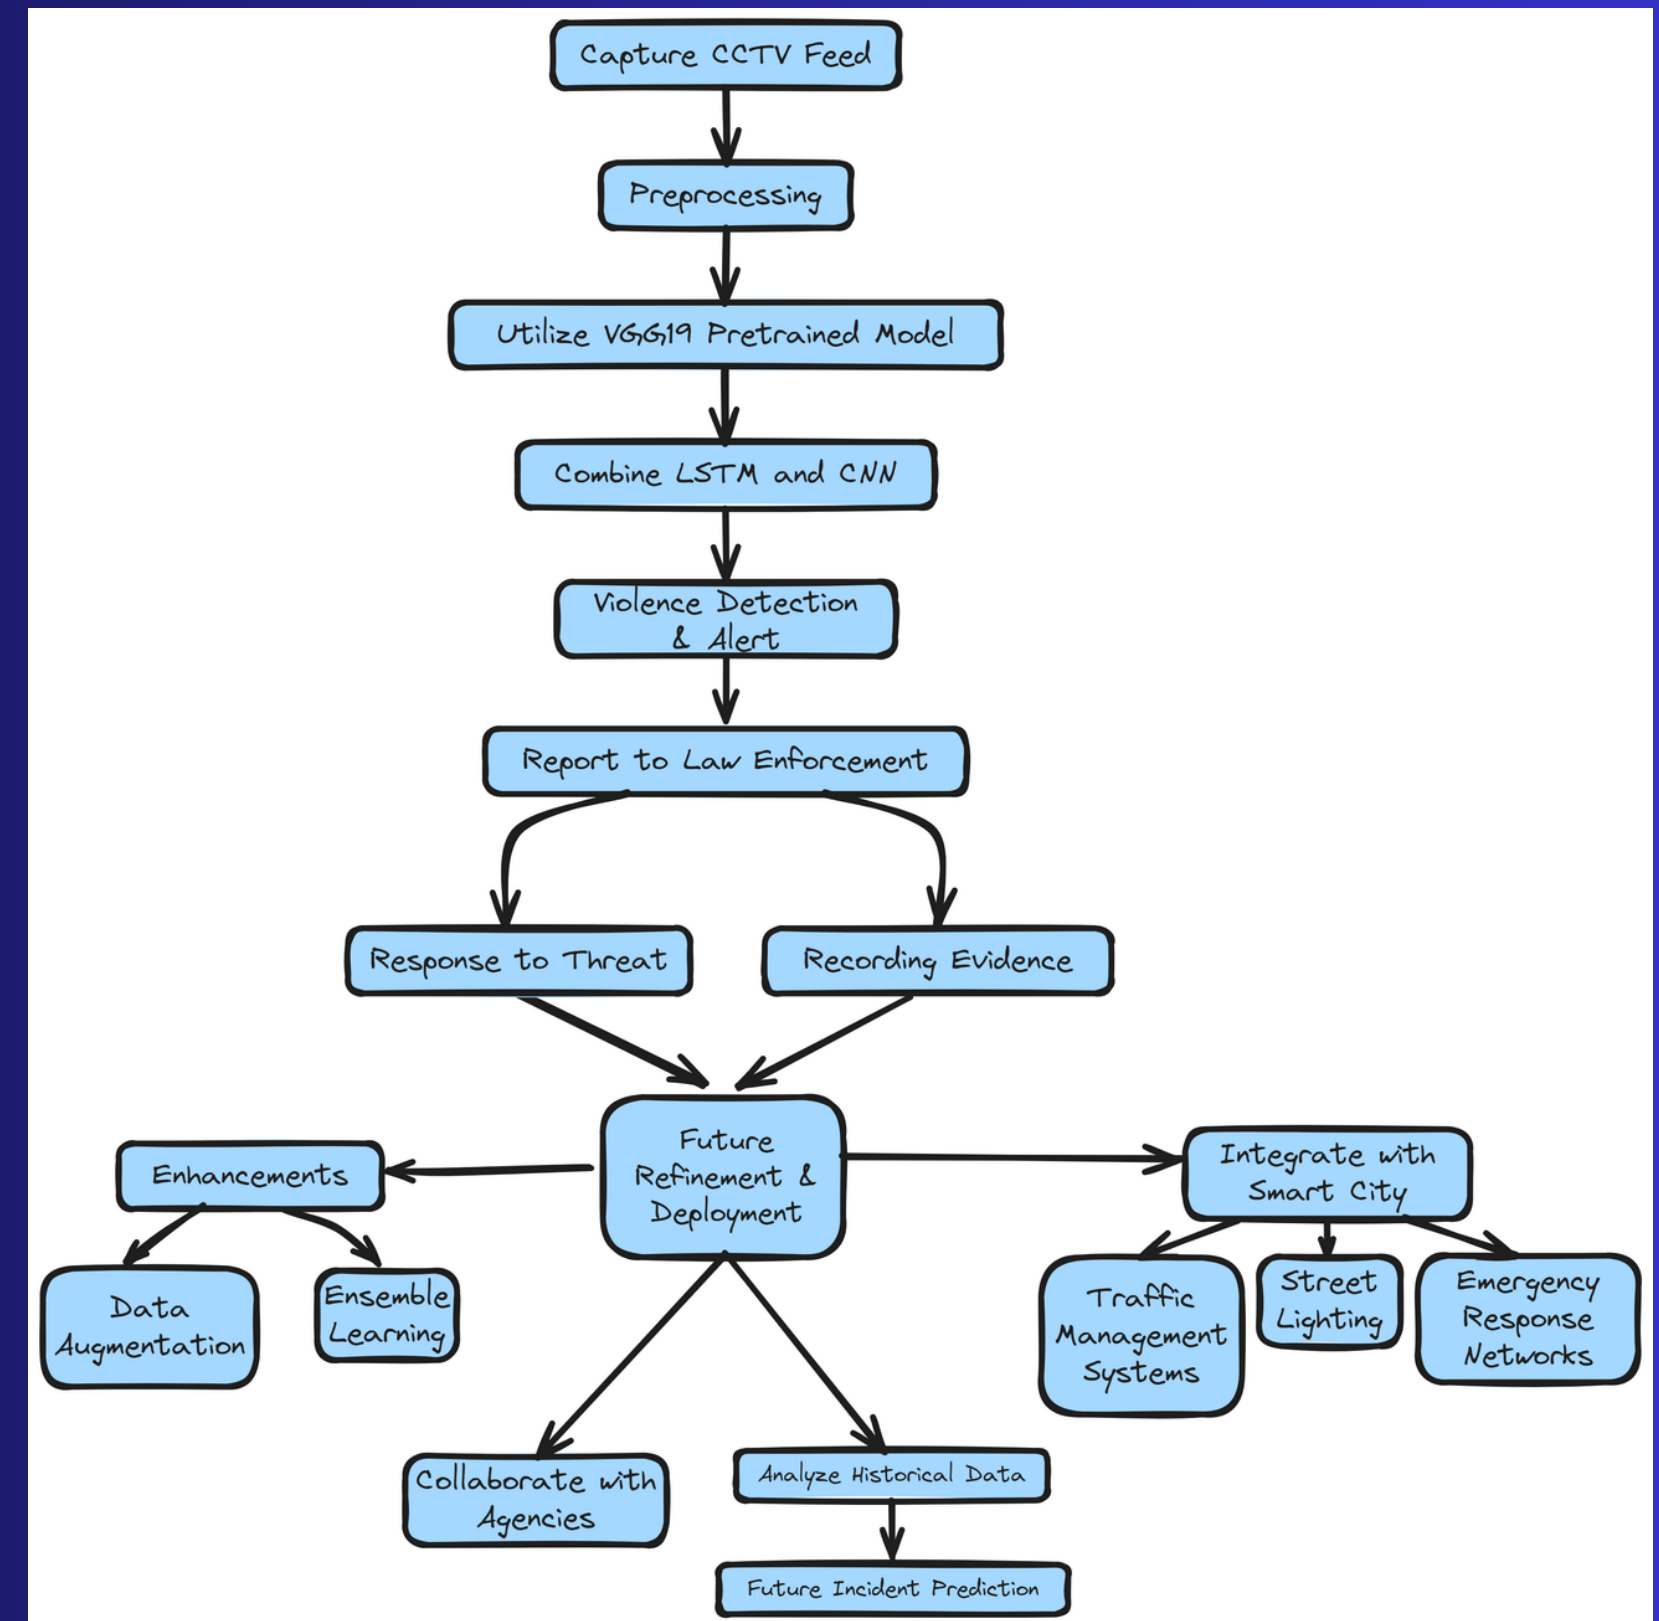 Capture CCTV Feed
Preprocessing
Utilize VGG19 Pretrained Model
Combine LSTM and CNN
Violence Detection
& Alert
Report to Law Enforcement
Response to Threat
Recording Evidence
Future
Refinement &
Deployment
Enhancements
Integrate with
Smart City
Data
Augmentation
Ensemble
Learning
Traffic
Management
Systems
Street
Lighting
Emergency
Response
Networks
Collaborate with
Agencies
Analyze Historical Data
Future Incident Prediction